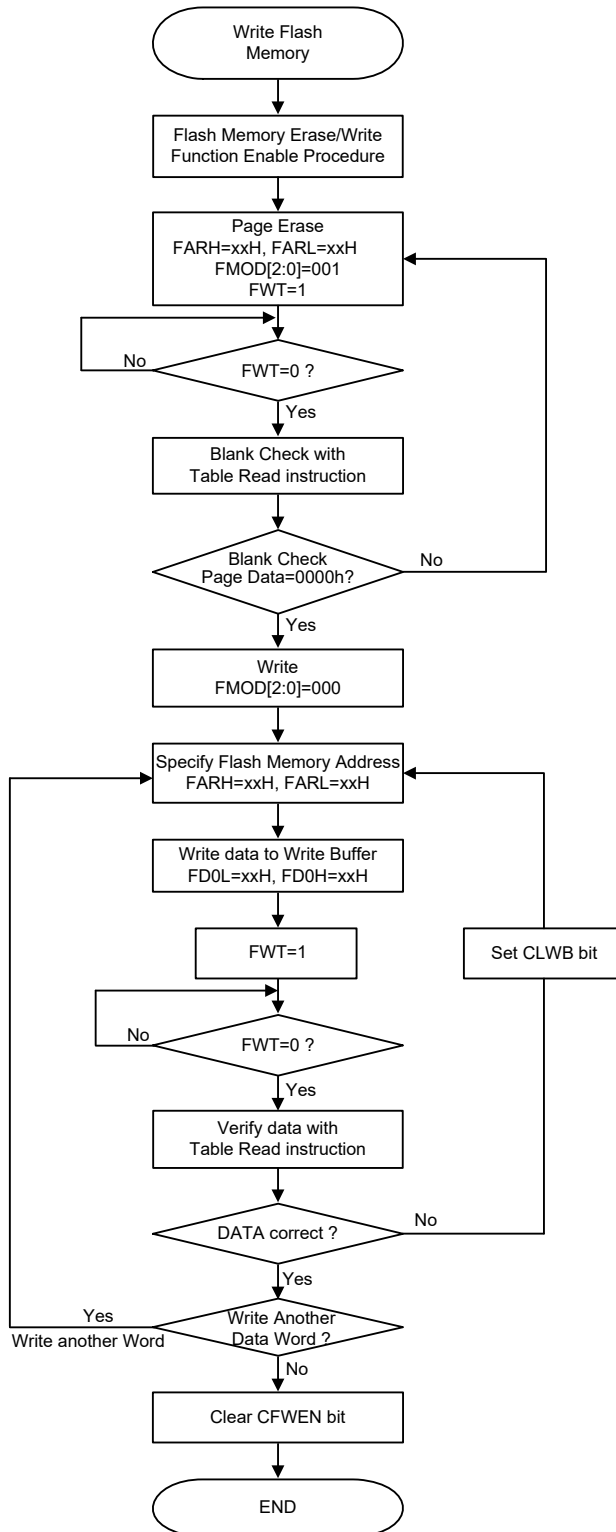 Write Flash
Memory
Flash Memory Erase/Write
Function Enable Procedure
Page Erase
FARH=xxH, FARL=xxH
FMOD[2:0]=001
FWT=1
No
FWT=0 ?
Yes
Blank Check with
Table Read instruction
Blank Check
Page Data=0000h?
No
Yes
Write
FMOD[2:0]=000
Specify Flash Memory Address
FARH=xxH, FARL=xxH
Write data to Write Buffer
FD0L=xxH, FD0H=xxH
FWT=1
Set CLWB bit
No
FWT=0 ?
Yes
Verify data with
Table Read instruction
DATA correct ?
No
Yes
Yes
Write another Word
Write Another
Data Word ?
No
Clear CFWEN bit
END